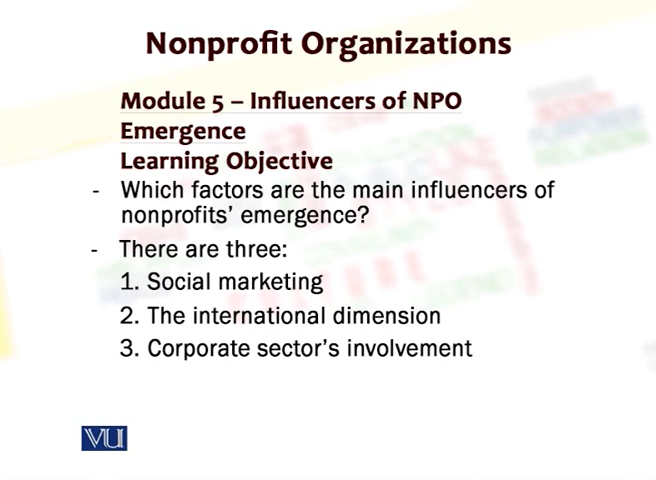 Nonprofit Organizations
Module 5 – Influencers of NPO
Emergence
Learning Objective
- Which factors are the main influencers of
nonprofits' emergence?
- There are three:
1. Social marketing
2. The international dimension
3. Corporate sector's involvement
VU